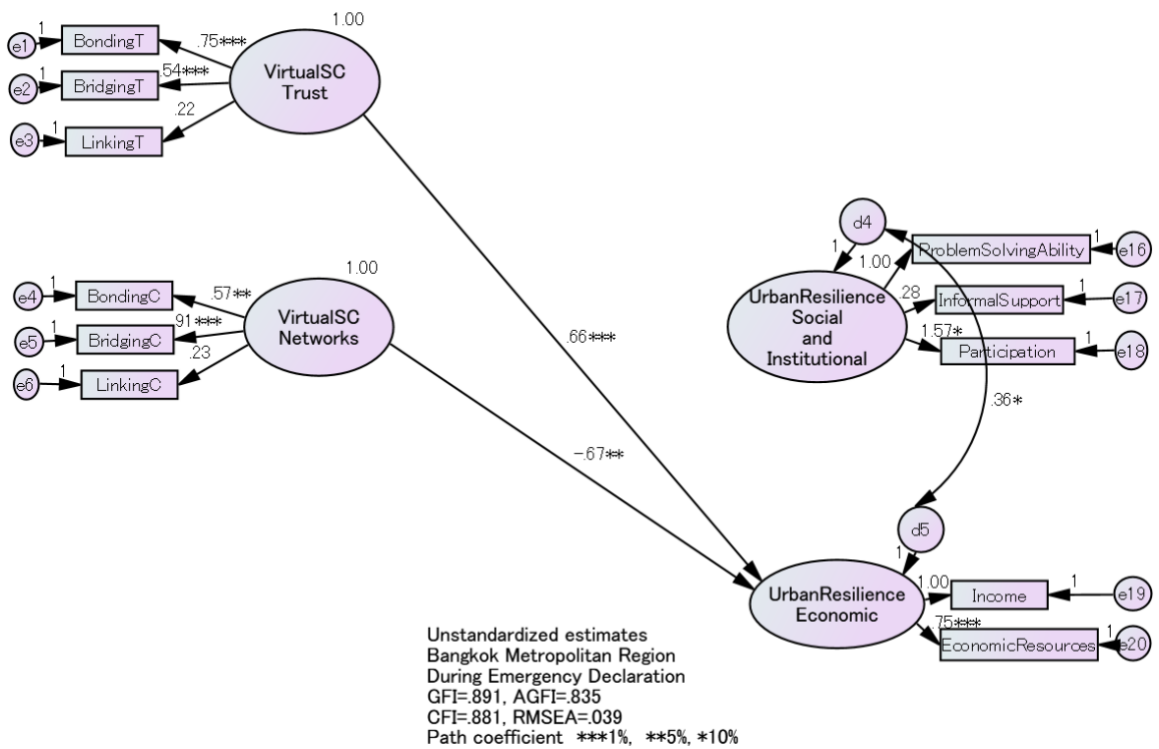 1.00
e1
1
BondingT
.75***
e2
1
BridgingT
.54***
e3
1
LinkingT
.22
VirtualSC
Trust
1.00
e4
1
BondingC
.57**
e5
1
BridgingC
.91***
e6
1
LinkingC
.23
VirtualSC
Networks
.66***
-.67**
d4
1
1.00
ProblemSolvingAbility
1
e16
UrbanResilience
Social
and
Institutional
.28
InformalSupport
1
e17
1.57*
Participation
1
e18
.36*
d5
1
UrbanResilience
Economic
1.00
Income
1
e19
.75***
EconomicResources
1
e20
Unstandardized estimates
Bangkok Metropolitan Region
During Emergency Declaration
GFI=.891, AGFI=.835
CFI=.881, RMSEA=.039
Path coefficient ***1%, **5%, *10%